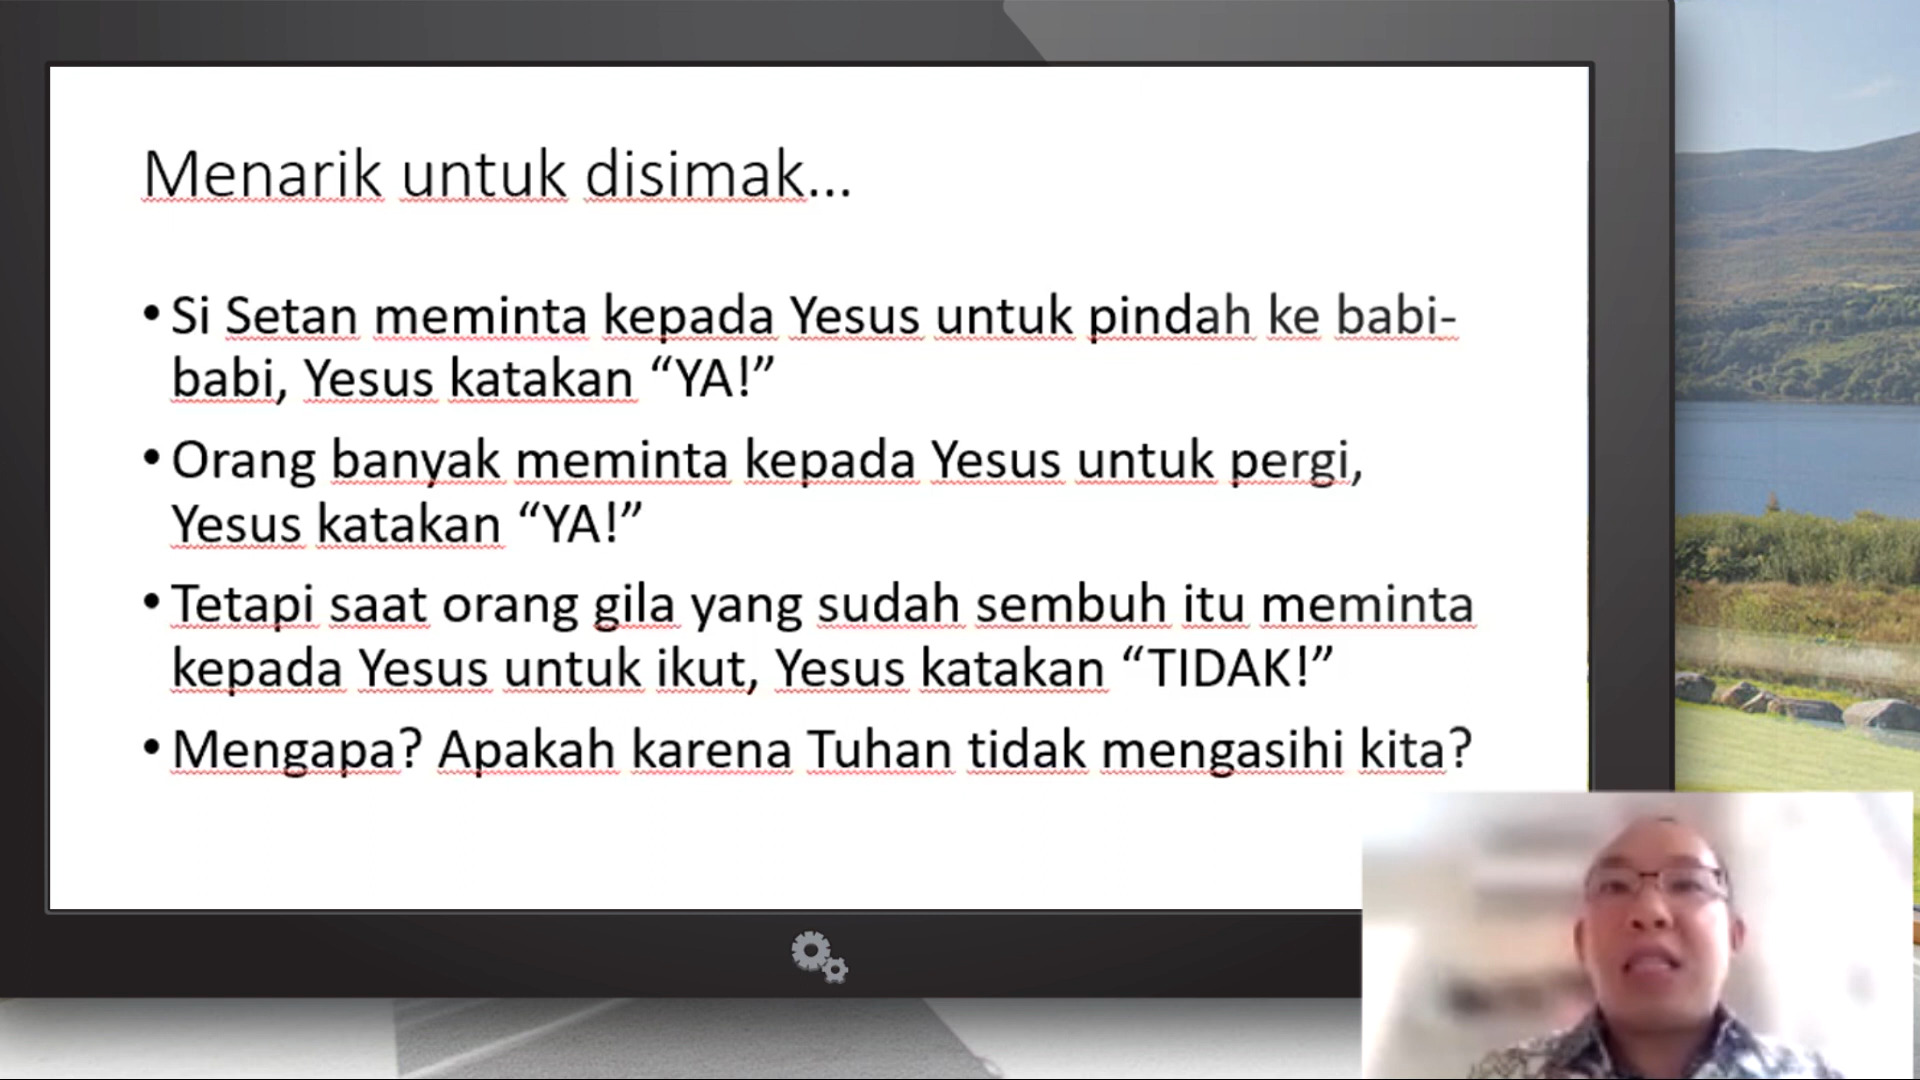 Menarik untuk disimak...
• Si Setan meminta kepada Yesus untuk pindah ke babi-
babi, Yesus katakan “YA!”
• Orang banyak meminta kepada Yesus untuk pergi,
Yesus katakan “YA!”
• Tetapi saat orang gila yang sudah sembuh itu meminta
kepada Yesus untuk ikut, Yesus katakan “TIDAK!”
• Mengapa? Apakah karena Tuhan tidak mengasihi kita?